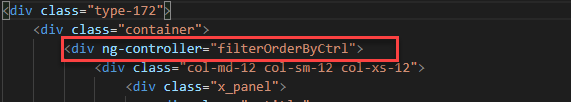 <div class="type-172">
<div class="container">
<div ng-controller="filterOrderByCtrl">
<div class="col-md-12 col-sm-12 col-xs-12">
<div class="x_panel">